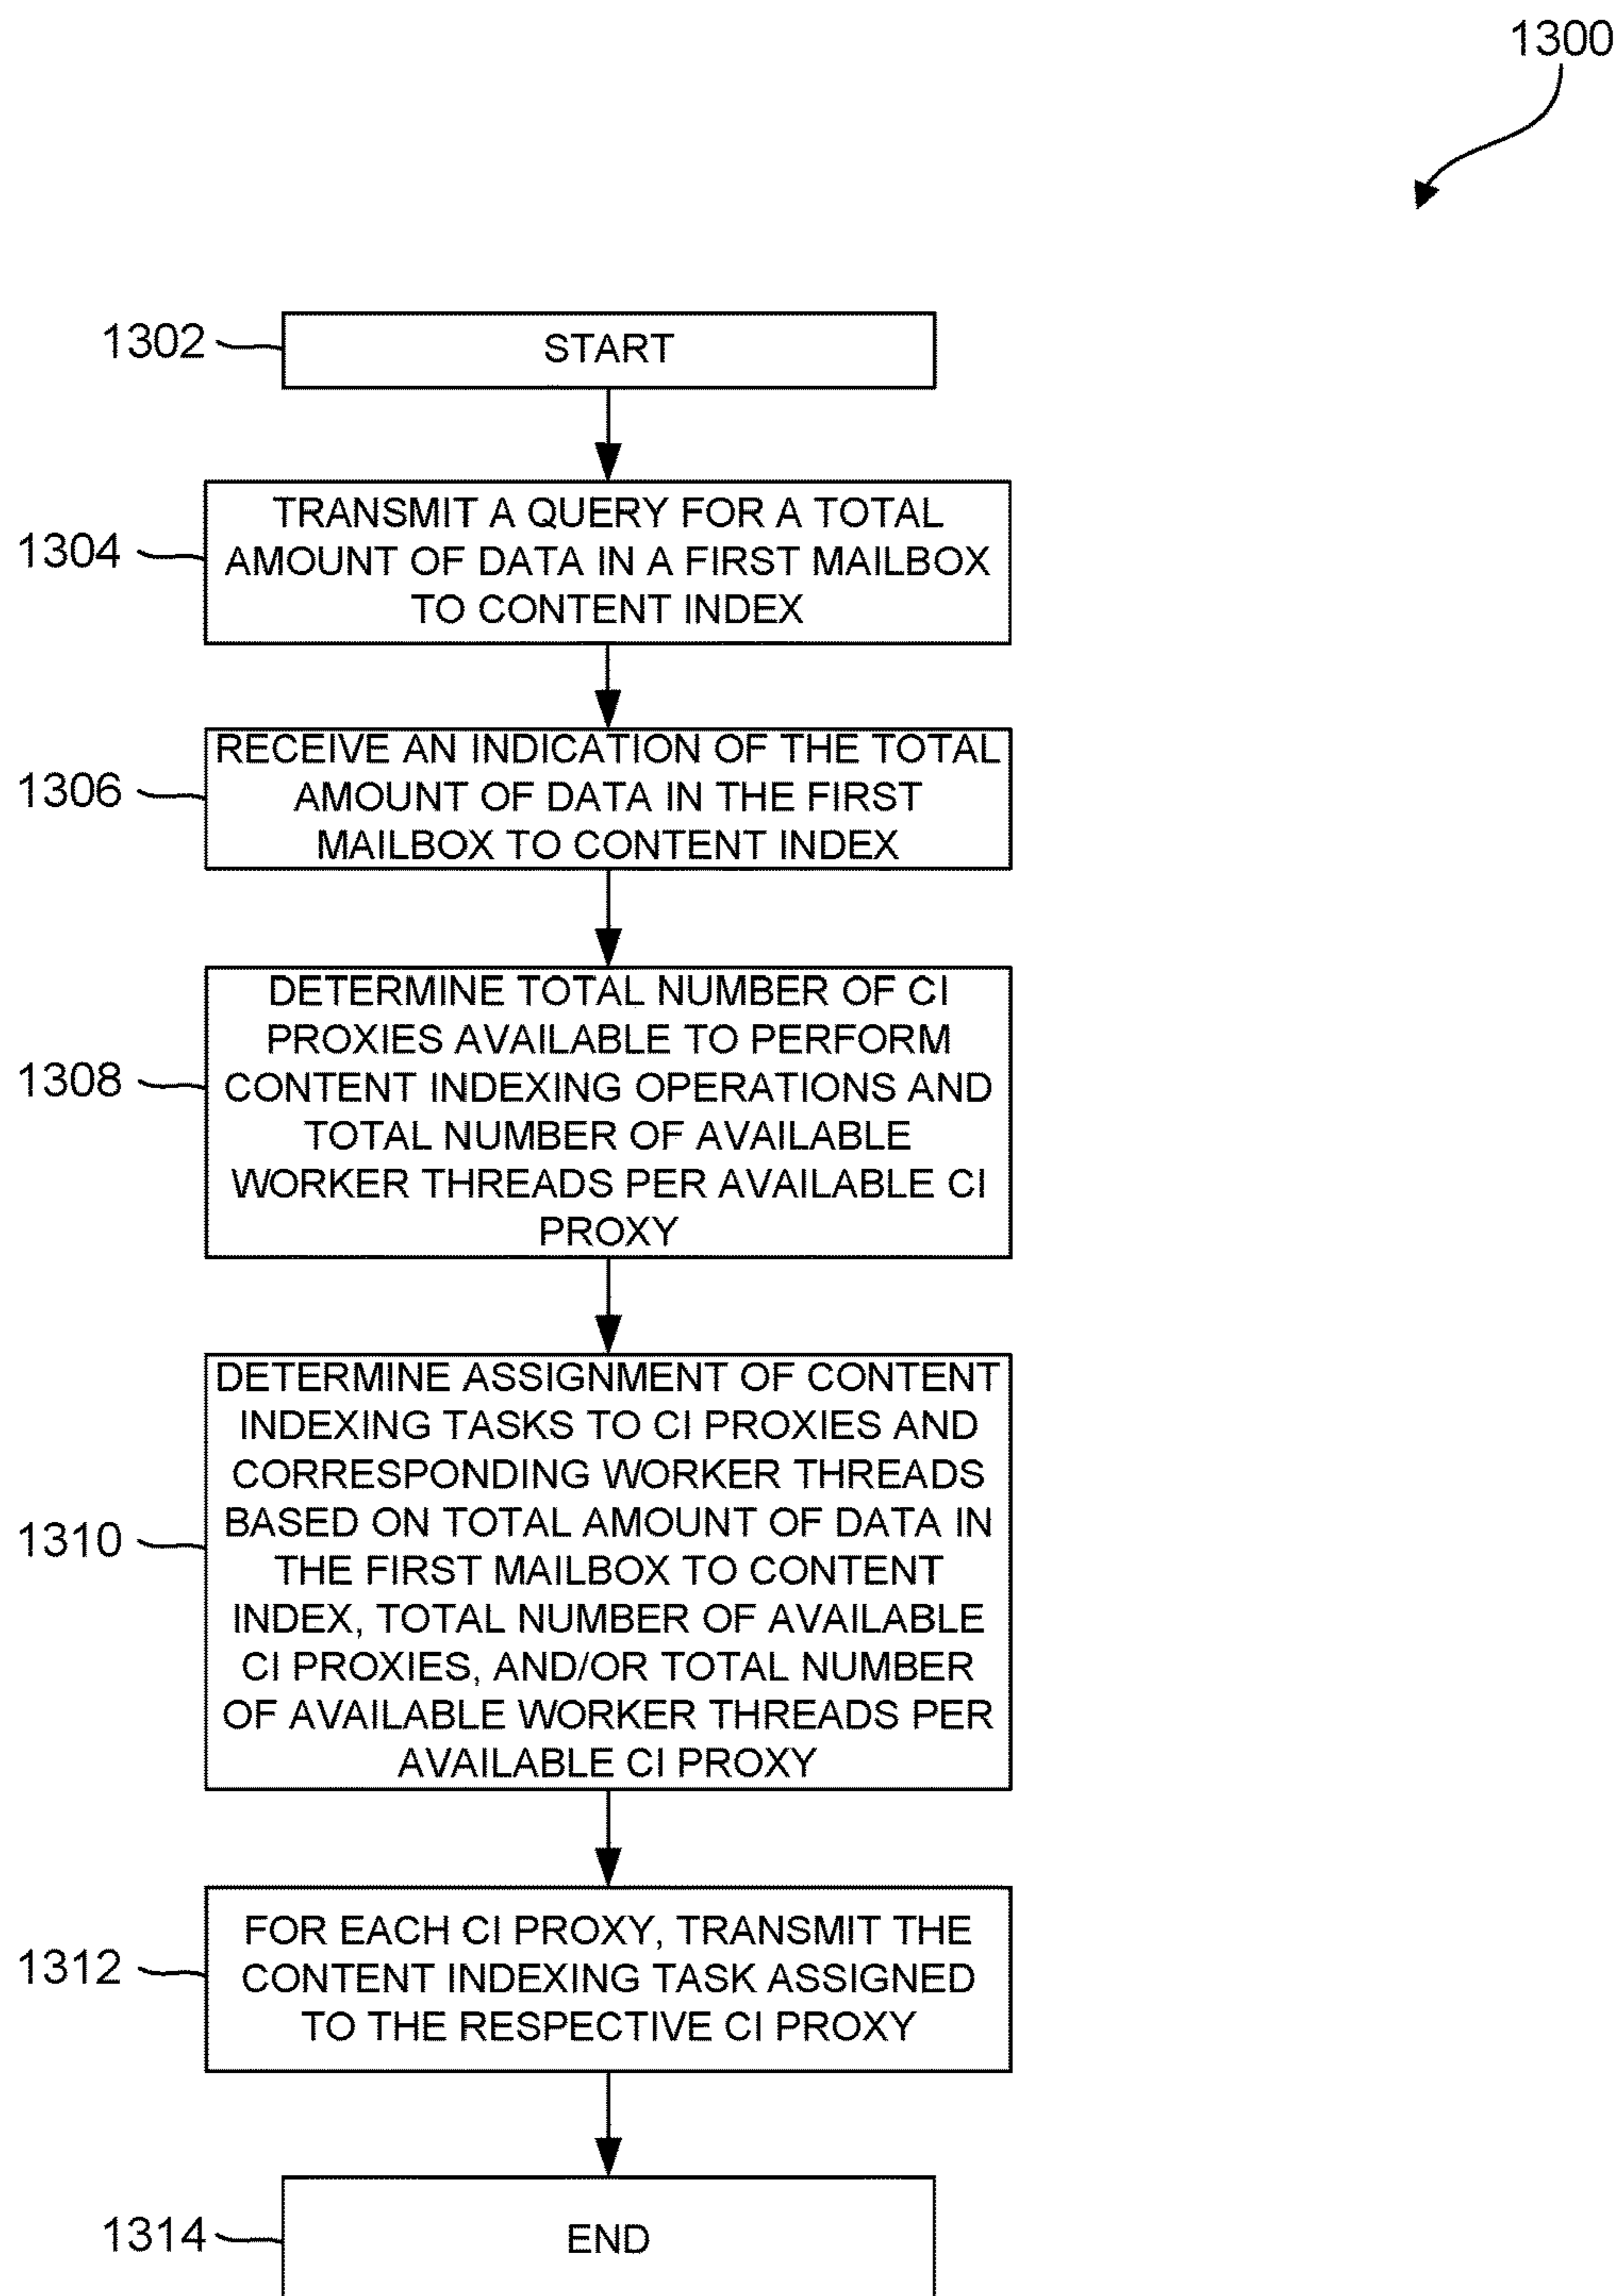 1300
1302
START
1304
TRANSMIT A QUERY FOR A TOTAL
AMOUNT OF DATA IN A FIRST MAILBOX
TO CONTENT INDEX
1306
RECEIVE AN INDICATION OF THE TOTAL
AMOUNT OF DATA IN THE FIRST
MAILBOX TO CONTENT INDEX
1308
DETERMINE TOTAL NUMBER OF CI
PROXIES AVAILABLE TO PERFORM
CONTENT INDEXING OPERATIONS AND
TOTAL NUMBER OF AVAILABLE
WORKER THREADS PER AVAILABLE CI
PROXY
1310
DETERMINE ASSIGNMENT OF CONTENT
INDEXING TASKS TO CI PROXIES AND
CORRESPONDING WORKER THREADS
BASED ON TOTAL AMOUNT OF DATA IN
THE FIRST MAILBOX TO CONTENT
INDEX, TOTAL NUMBER OF AVAILABLE
CI PROXIES, AND/OR TOTAL NUMBER
OF AVAILABLE WORKER THREADS PER
AVAILABLE CI PROXY
1312
FOR EACH CI PROXY, TRANSMIT THE
CONTENT INDEXING TASK ASSIGNED
TO THE RESPECTIVE CI PROXY
1314
END